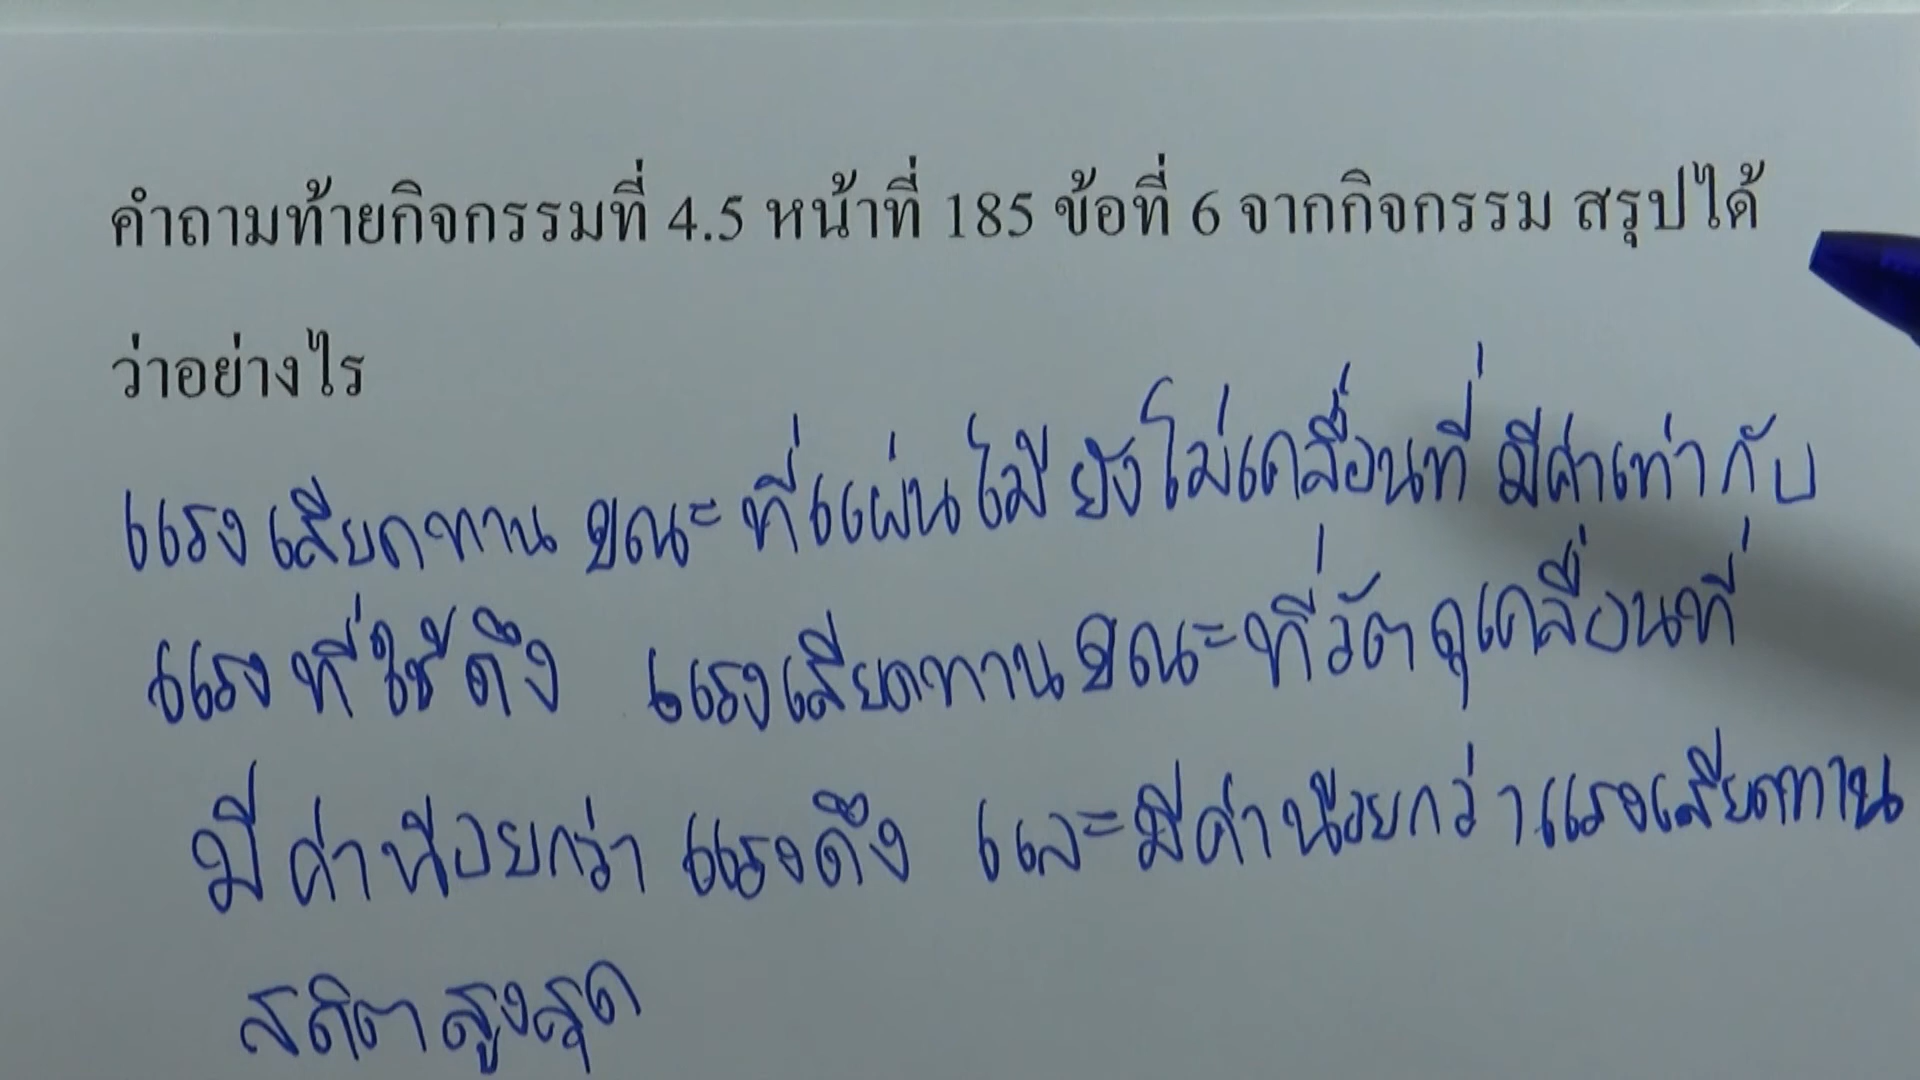 คำถามท้ายกิจกรรมที่ 4.5 หน้าที่ 185 ข้อที่ 6 จากกิจกรรม สรุปได้
ว่าอย่างไร
แรงเสียดทาน ขณะ ที่แผ่นไม้ ยังไม่เคลื่อนที่ มีค่าเท่ากับ
แรงที่ใช้ดึง แรงเสียดทานขณะที่วัตถุเคลื่อนที่
มีค่าน้อยกว่า แรงดึง และมีค่าน้อยกว่าแรงเสียดทาน
สถิตสูงสุด